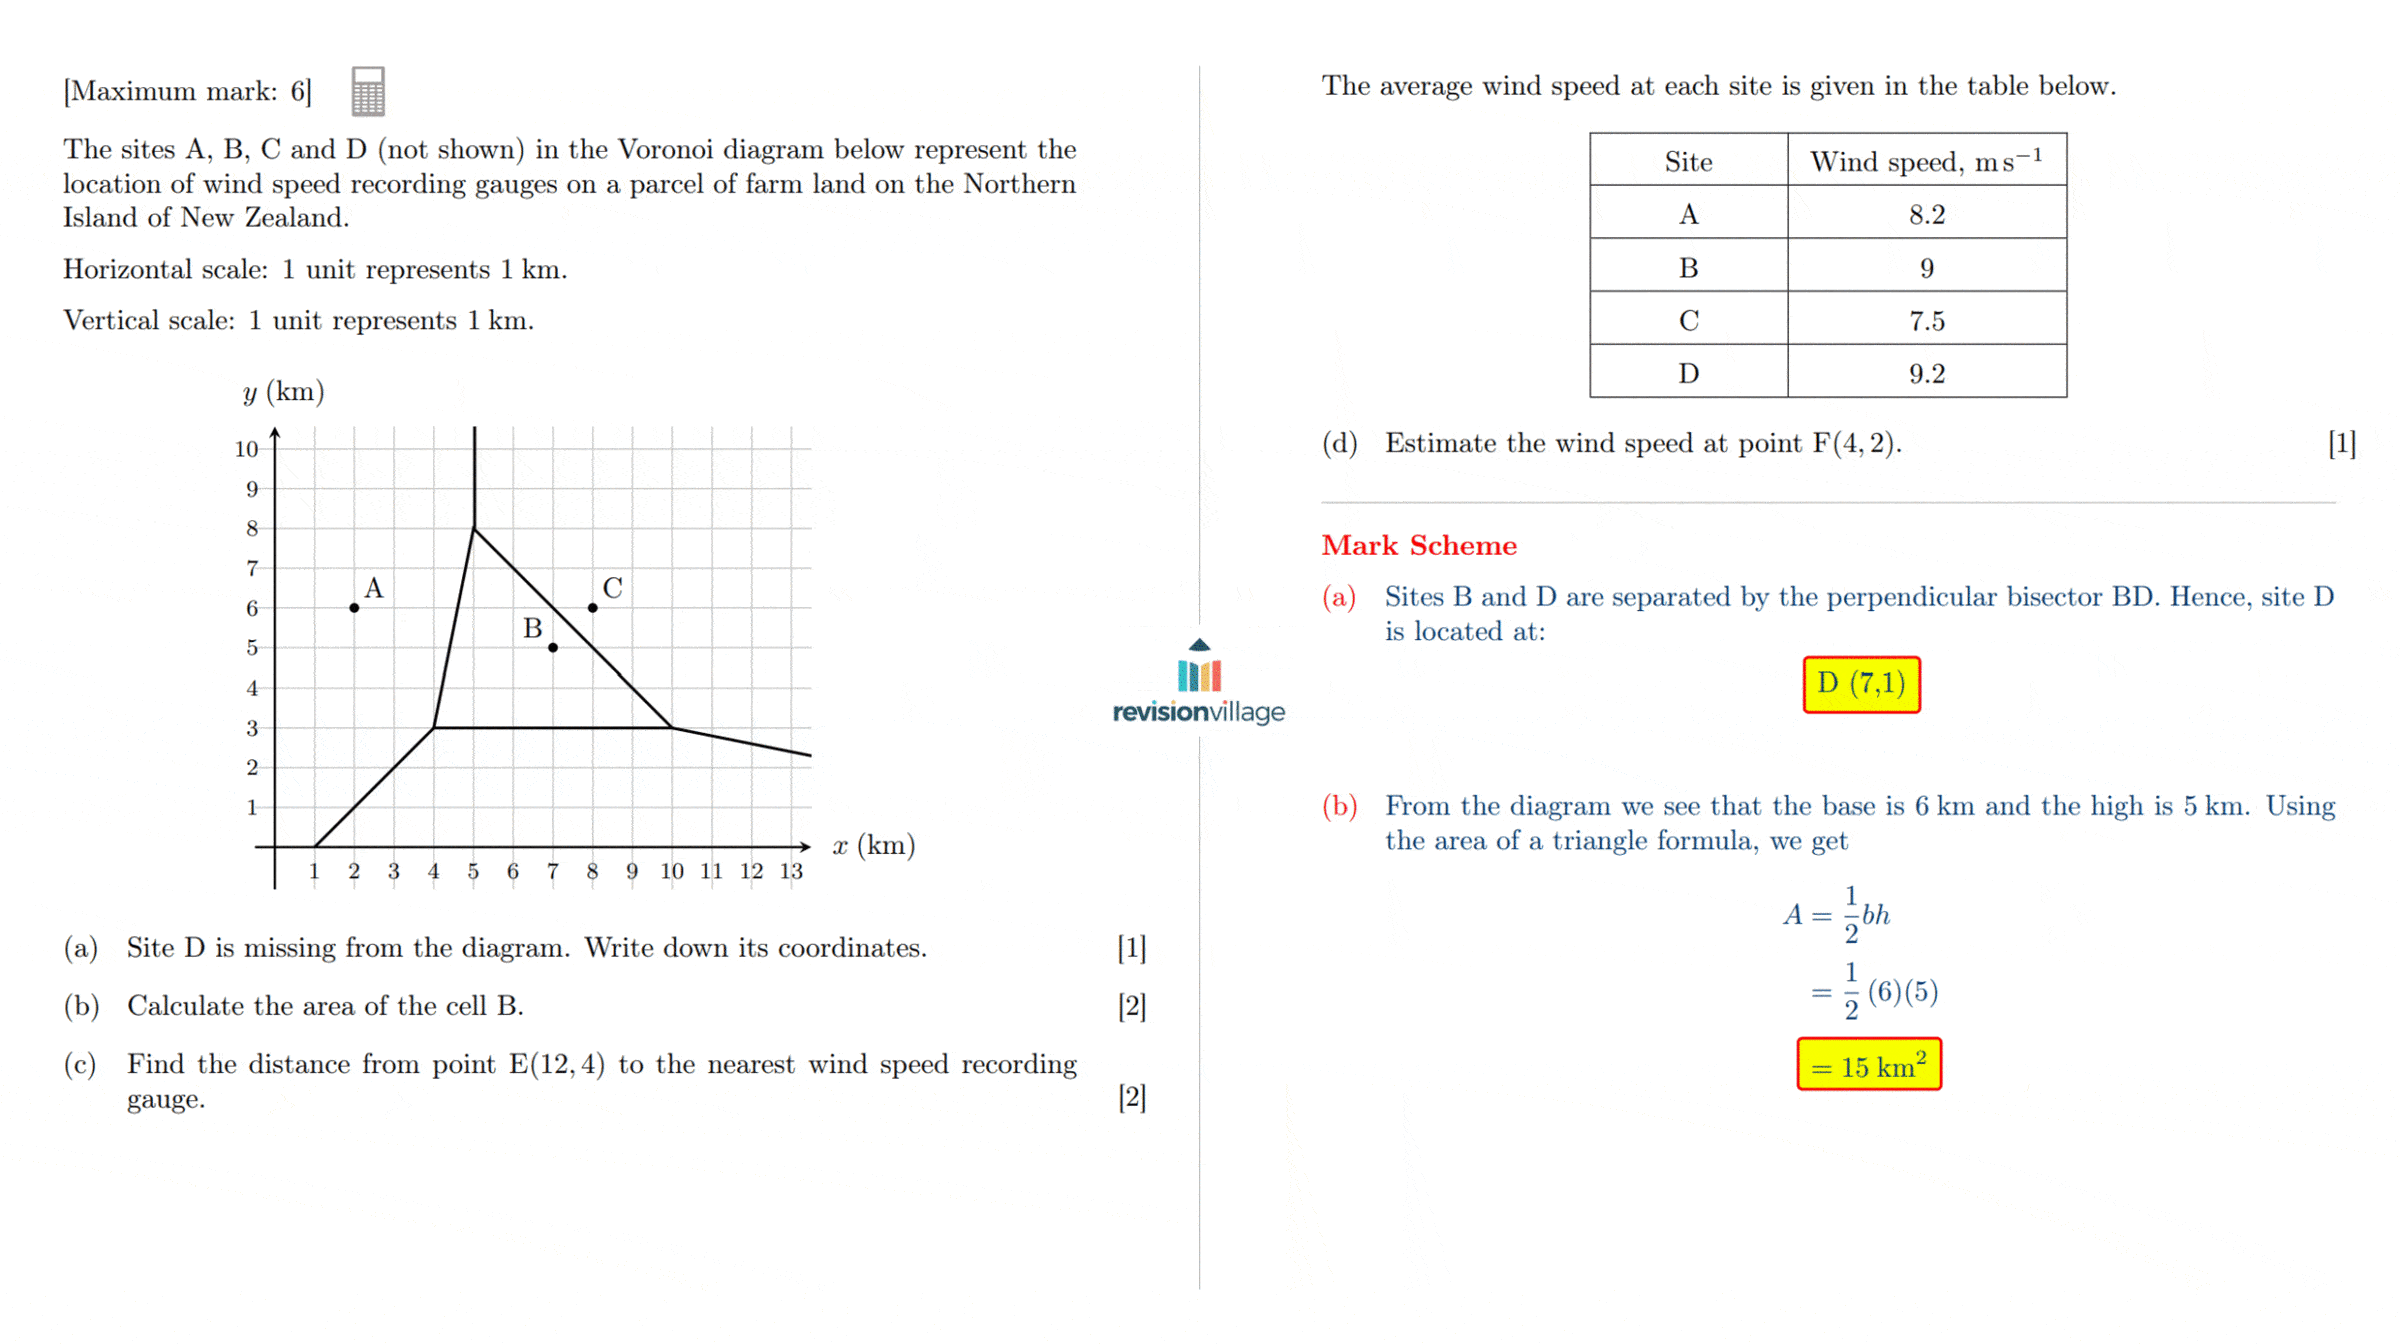 [Maximum mark: 6]
The sites A, B, C and D (not shown) in the Voronoi diagram below represent the
location of wind speed recording gauges on a parcel of farm land on the Northern
Island of New Zealand.
Horizontal scale: 1 unit represents 1 km.
Vertical scale: 1 unit represents 1 km.
y (km)
10
9
8
7
6
5
4
3
2
1
A
C
B
x (km)
1 2 3 4 5 6 7 8 9 10 11 12 13
(a) Site D is missing from the diagram. Write down its coordinates. [1]
(b) Calculate the area of the cell B. [2]
(c) Find the distance from point E(12, 4) to the nearest wind speed recording
gauge. [2]
revisionvillage
The average wind speed at each site is given in the table below.
Site Wind speed, m s⁻¹
A 8.2
B 9
C 7.5
D 9.2
(d) Estimate the wind speed at point F(4, 2). [1]
Mark Scheme
(a) Sites B and D are separated by the perpendicular bisector BD. Hence, site D
is located at:
D (7,1)
(b) From the diagram we see that the base is 6 km and the high is 5 km. Using
the area of a triangle formula, we get
A = 1/2 bh
= 1/2 (6)(5)
= 15 km²